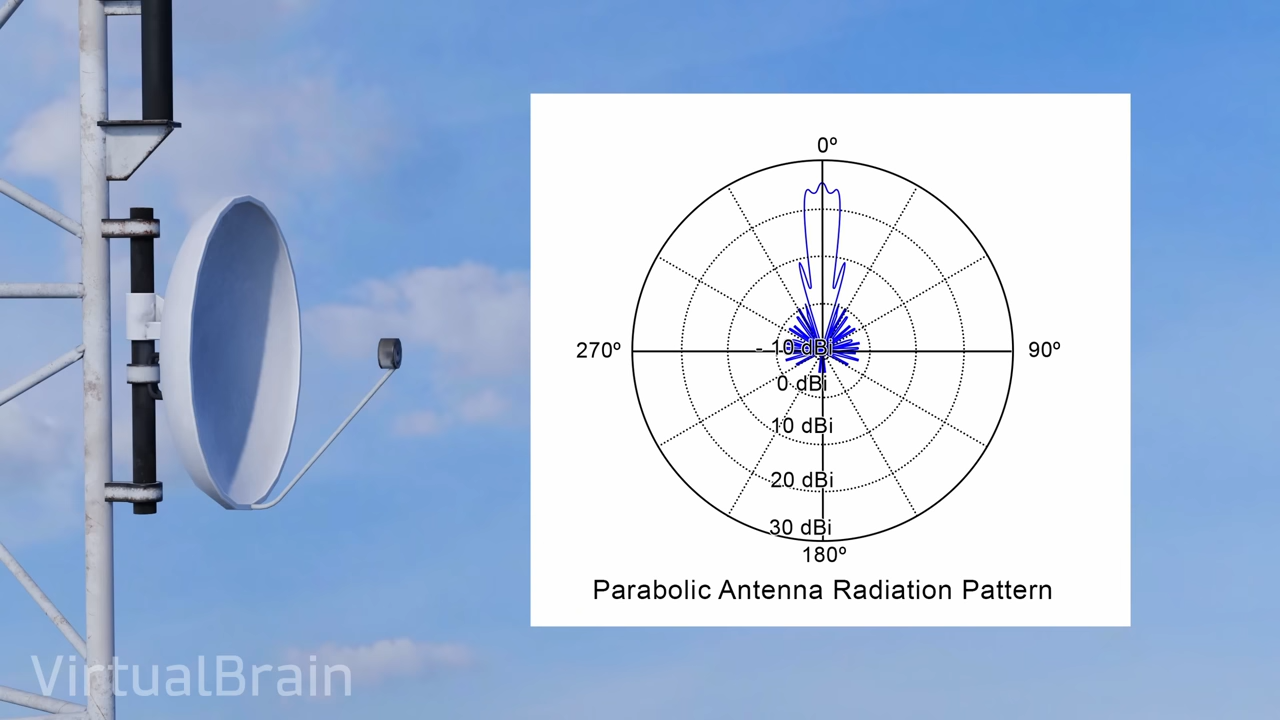 0º
270º
90º
- 10 dBi
0 dBi
10 dBi
20 dBi
30 dBi
180º
Parabolic Antenna Radiation Pattern
VirtualBrain